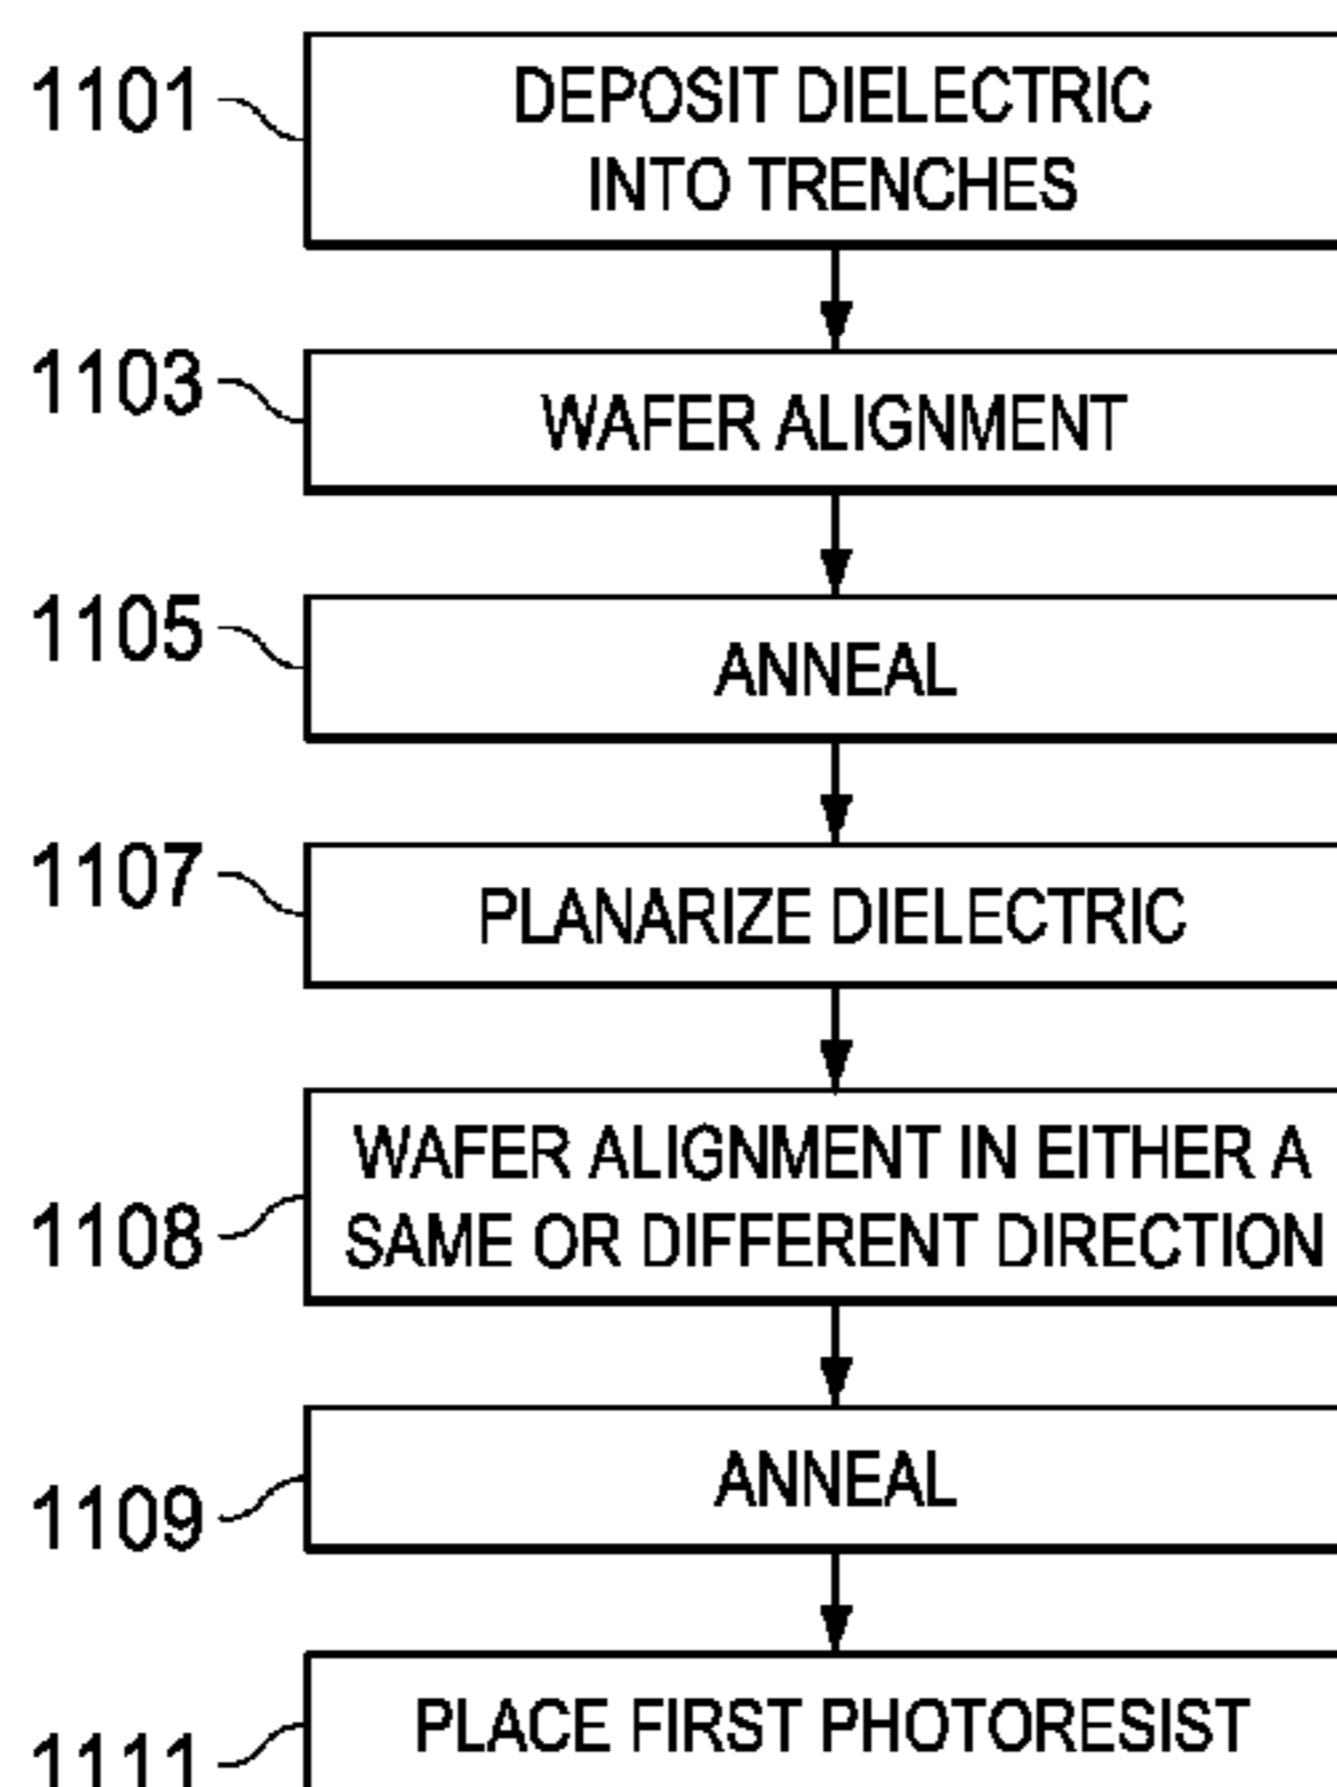 1101
DEPOSIT DIELECTRIC
INTO TRENCHES
1103
WAFER ALIGNMENT
1105
ANNEAL
1107
PLANARIZE DIELECTRIC
1108
WAFER ALIGNMENT IN EITHER A
SAME OR DIFFERENT DIRECTION
1109
ANNEAL
1111
PLACE FIRST PHOTORESIST